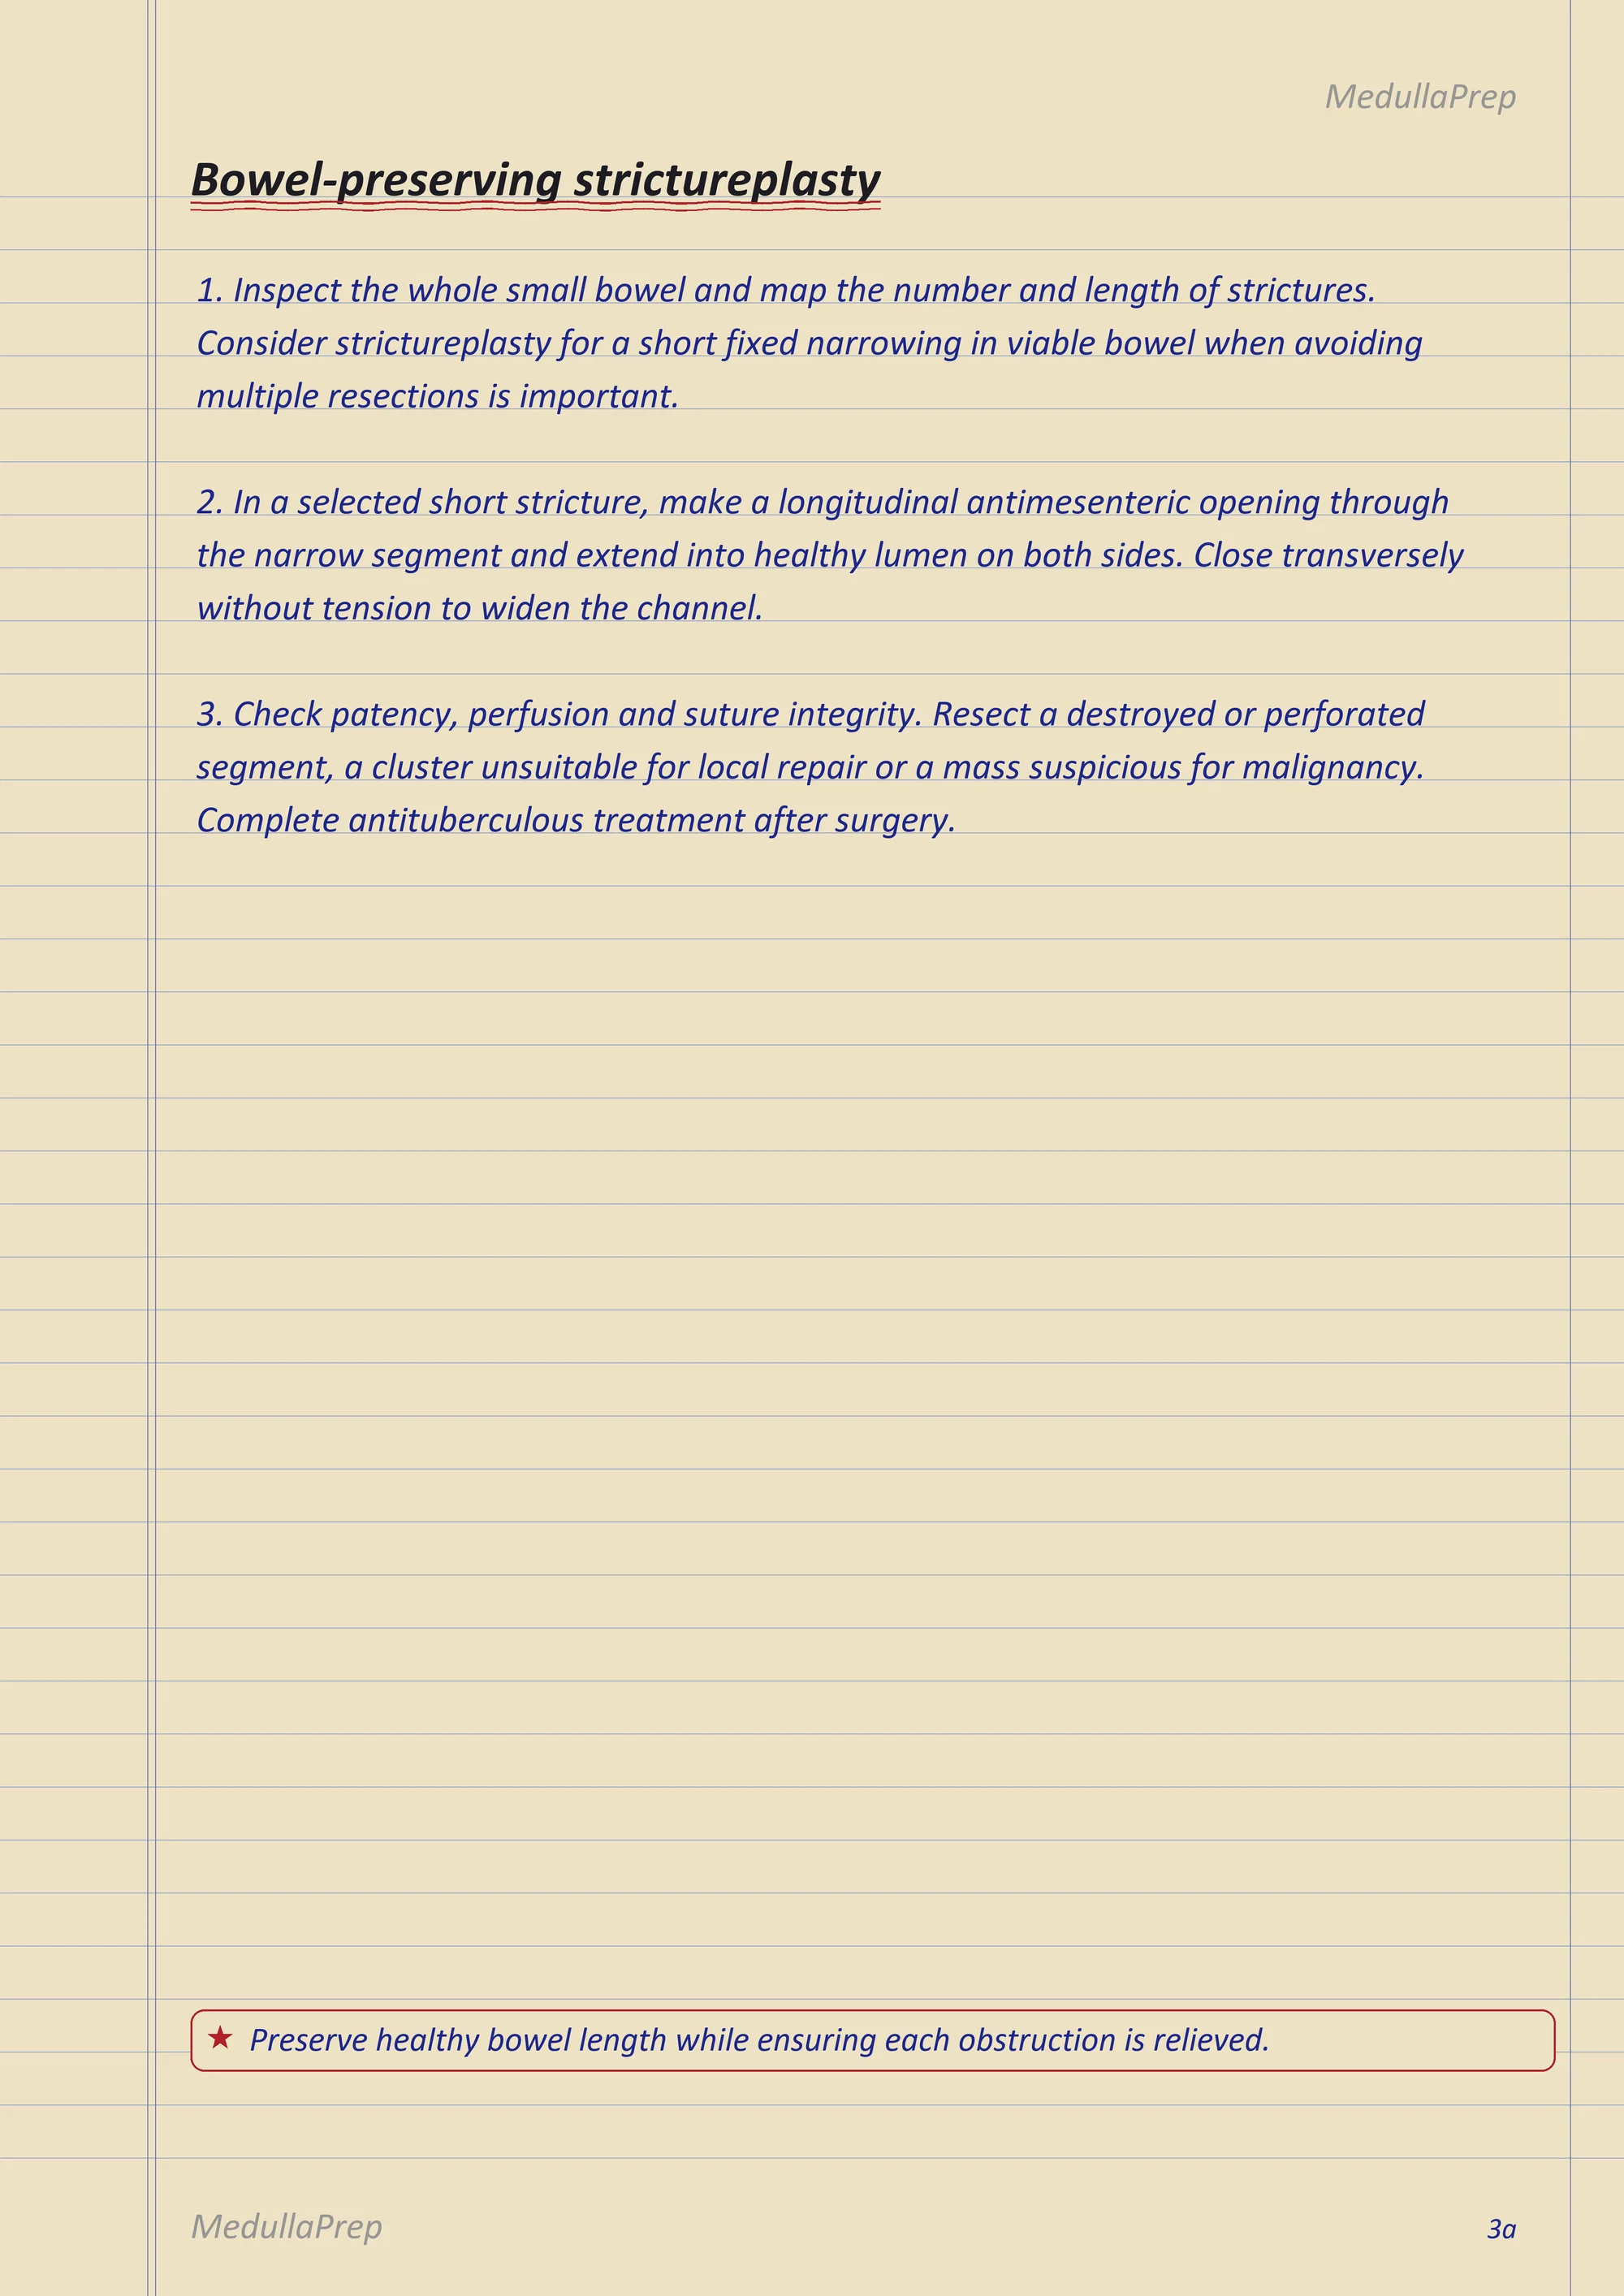 MedullaPrep
Bowel-preserving strictureplasty
1. Inspect the whole small bowel and map the number and length of strictures.
Consider strictureplasty for a short fixed narrowing in viable bowel when avoiding
multiple resections is important.
2. In a selected short stricture, make a longitudinal antimesenteric opening through
the narrow segment and extend into healthy lumen on both sides. Close transversely
without tension to widen the channel.
3. Check patency, perfusion and suture integrity. Resect a destroyed or perforated
segment, a cluster unsuitable for local repair or a mass suspicious for malignancy.
Complete antituberculous treatment after surgery.
★ Preserve healthy bowel length while ensuring each obstruction is relieved.
MedullaPrep
3a